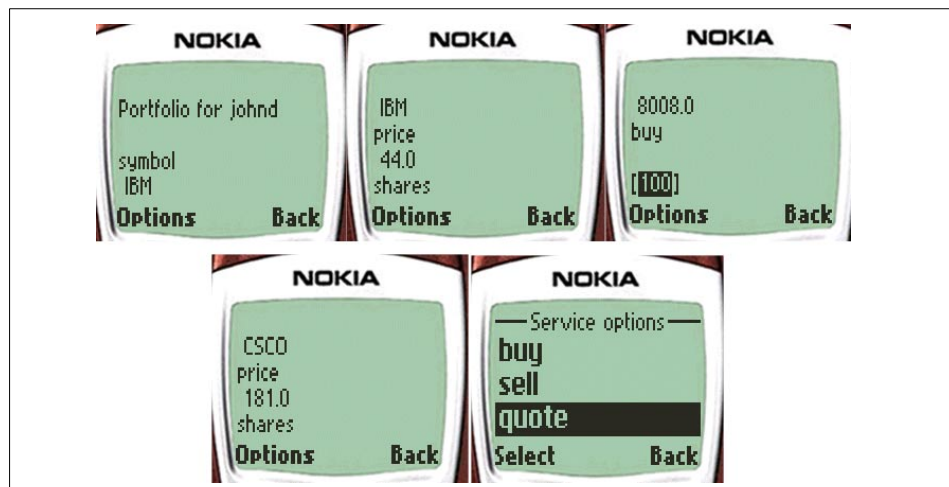 NOKIA
Portfolio for johnd
symbol
IBM
Options Back
NOKIA
IBM
price
44.0
shares
Options Back
NOKIA
8008.0
buy
[100]
Options Back
NOKIA
CSCO
price
181.0
shares
Options Back
NOKIA
Service options
buy
sell
quote
Select Back